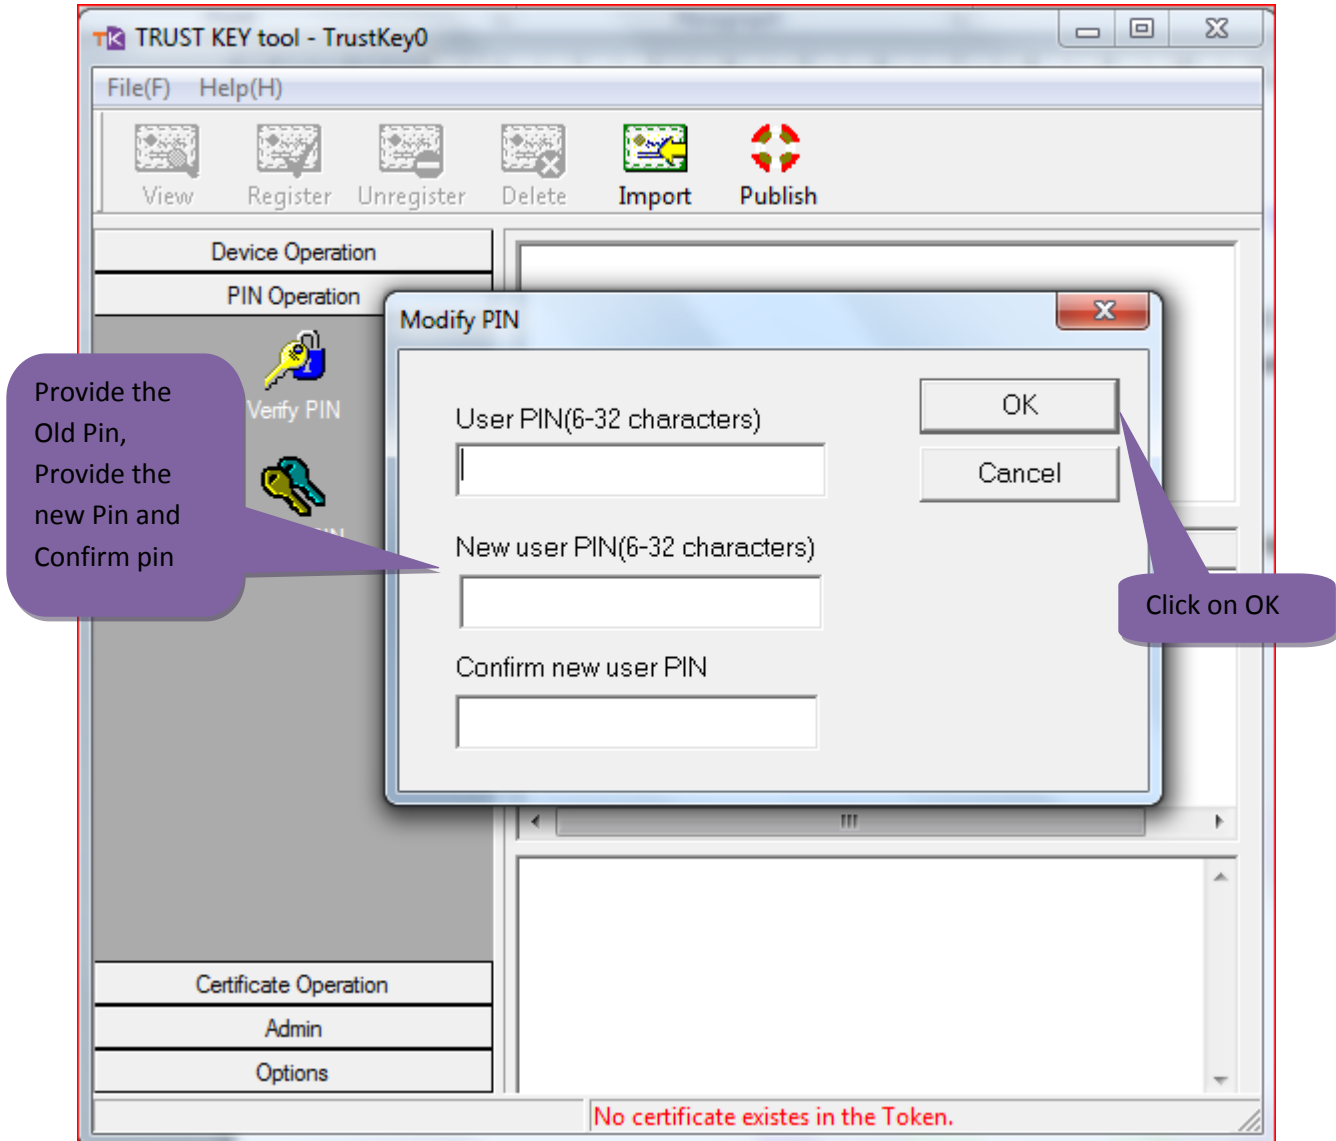 TRUST KEY tool - TrustKey0
File(F) Help(H)
View Register Unregister Delete Import Publish
Device Operation
PIN Operation
Verify PIN
Modify PIN
User PIN(6-32 characters)
New user PIN(6-32 characters)
Confirm new user PIN
OK
Cancel
Provide the
Old Pin,
Provide the
new Pin and
Confirm pin
Click on OK
Certificate Operation
Admin
Options
No certificate existes in the Token.